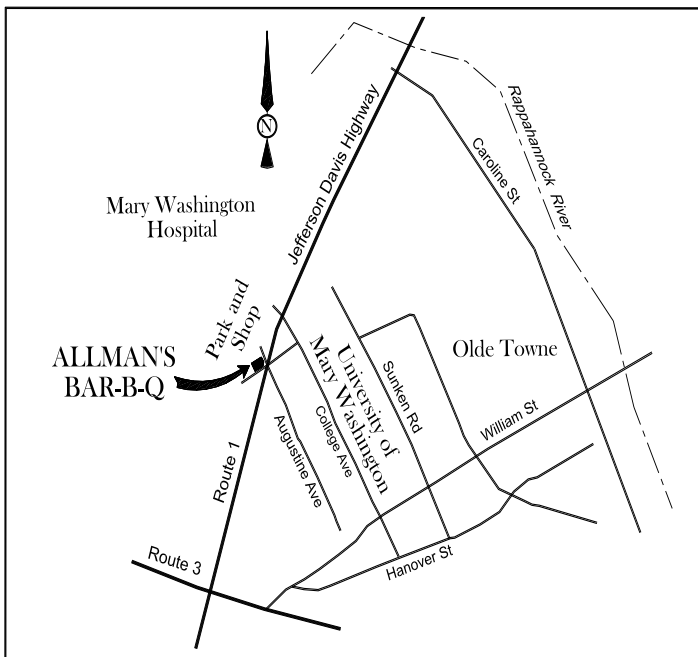 N
Jefferson Davis Highway
Rappahannock River
Caroline St
Mary Washington
Hospital
Park and
Shop
ALLMAN'S
BAR-B-Q
University of
Mary Washington
Sunken Rd
Olde Towne
William St
College Ave
Augustine Ave
Route 1
Route 3
Hanover St